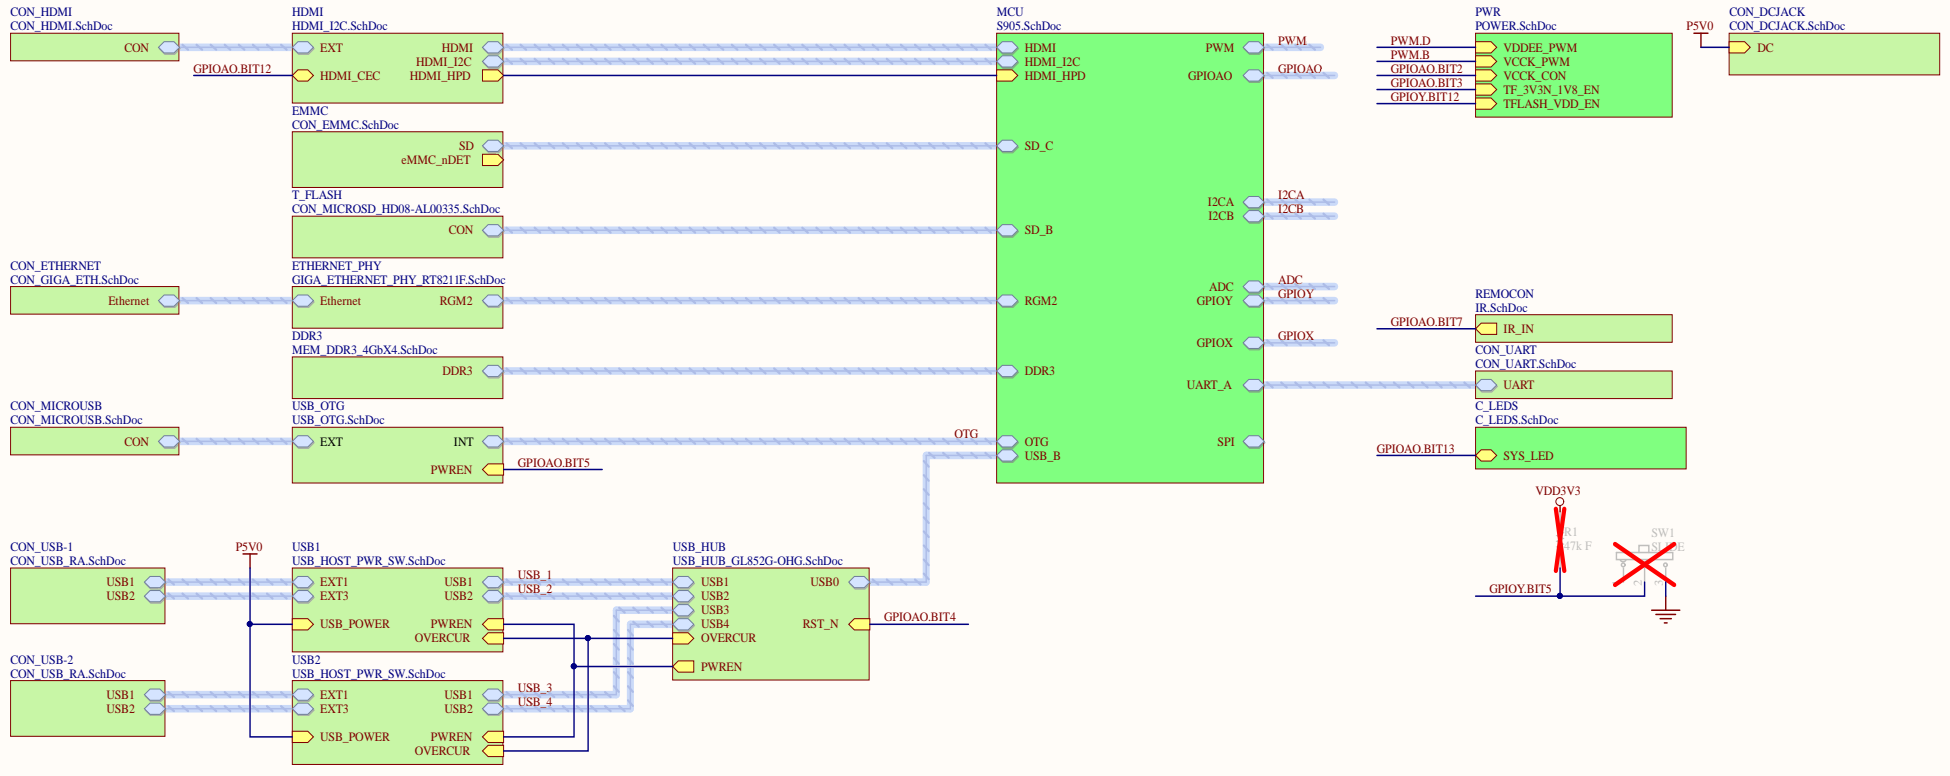 CON_HDMI
CON_HDMI.SchDoc
CON
HDMI
HDMI_I2C.SchDoc
EXT
HDMI
HDMI_I2C
HDMI_CEC
HDMI_HPD
GPIOAO.BIT12
EMMC
CON_EMMC.SchDoc
SD
eMMC_nDET
T_FLASH
CON_MICROSD_HD08-AL00335.SchDoc
CON
CON_ETHERNET
CON_GIGA_ETH.SchDoc
Ethernet
ETHERNET_PHY
GIGA_ETHERNET_PHY_RT8211F.SchDoc
Ethernet
RGM2
DDR3
MEM_DDR3_4GbX4.SchDoc
DDR3
CON_MICROUSB
CON_MICROUSB.SchDoc
CON
USB_OTG
USB_OTG.SchDoc
EXT
INT
PWREN
GPIOAO.BIT5
OTG
MCU
S905.SchDoc
HDMI
HDMI_I2C
HDMI_HPD
SD_C
SD_B
RGM2
DDR3
OTG
USB_B
PWM
GPIOAO
I2CA
I2CB
ADC
GPIOY
GPIOX
UART_A
SPI
PWM
GPIOAO
I2CA
I2CB
ADC
GPIOY
GPIOX
PWR
POWER.SchDoc
PWM.D
VDDEE_PWM
PWM.B
VCCK_PWM
GPIOAO.BIT2
VCCK_CON
GPIOAO.BIT3
TF_3V3N_1V8_EN
GPIOY.BIT12
TFLASH_VDD_EN
CON_DCJACK
CON_DCJACK.SchDoc
P5V0
DC
REMOCON
IR.SchDoc
GPIOAO.BIT7
IR_IN
CON_UART
CON_UART.SchDoc
UART
C_LEDS
C_LEDS.SchDoc
GPIOAO.BIT13
SYS_LED
VDD3V3
R1
47k F
SW1
GPIOY.BIT5
CON_USB-1
CON_USB_RA.SchDoc
USB1
USB2
P5V0
USB1
USB_HOST_PWR_SW.SchDoc
EXT1
EXT3
USB_POWER
USB1
USB2
PWREN
OVERCUR
USB_1
USB_2
USB_HUB
USB_HUB_GL852G-OHG.SchDoc
USB1
USB2
USB3
USB4
OVERCUR
PWREN
USB0
RST_N
GPIOAO.BIT4
CON_USB-2
CON_USB_RA.SchDoc
USB1
USB2
USB2
USB_HOST_PWR_SW.SchDoc
EXT1
EXT3
USB_POWER
USB1
USB2
PWREN
OVERCUR
USB_3
USB_4